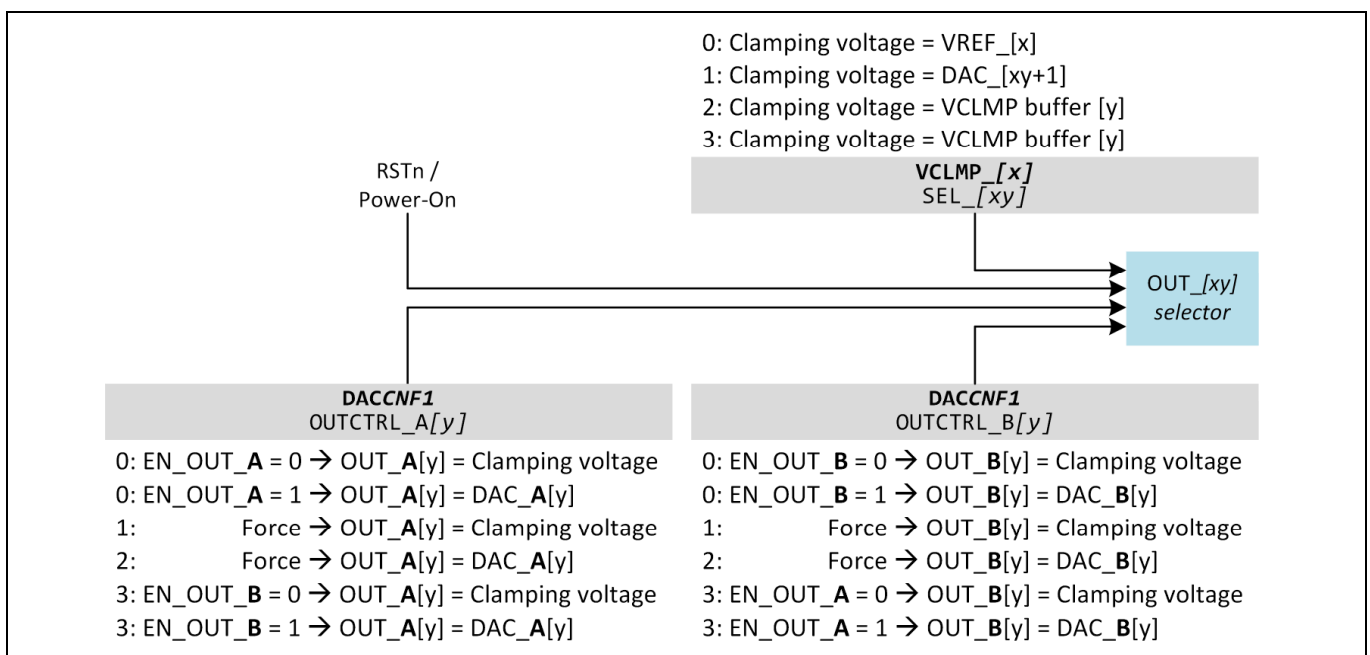 0: Clamping voltage = VREF_[x]
1: Clamping voltage = DAC_[xy+1]
2: Clamping voltage = VCLMP buffer [y]
3: Clamping voltage = VCLMP buffer [y]
RSTn /
Power-On
VCLMP_[x]
SEL_[xy]
OUT_[xy]
selector
DACCNF1
OUTCTRL_A[y]
0: EN_OUT_A = 0 → OUT_A[y] = Clamping voltage
0: EN_OUT_A = 1 → OUT_A[y] = DAC_A[y]
1: Force → OUT_A[y] = Clamping voltage
2: Force → OUT_A[y] = DAC_A[y]
3: EN_OUT_B = 0 → OUT_A[y] = Clamping voltage
3: EN_OUT_B = 1 → OUT_A[y] = DAC_A[y]
DACCNF1
OUTCTRL_B[y]
0: EN_OUT_B = 0 → OUT_B[y] = Clamping voltage
0: EN_OUT_B = 1 → OUT_B[y] = DAC_B[y]
1: Force → OUT_B[y] = Clamping voltage
2: Force → OUT_B[y] = DAC_B[y]
3: EN_OUT_A = 0 → OUT_B[y] = Clamping voltage
3: EN_OUT_A = 1 → OUT_B[y] = DAC_B[y]